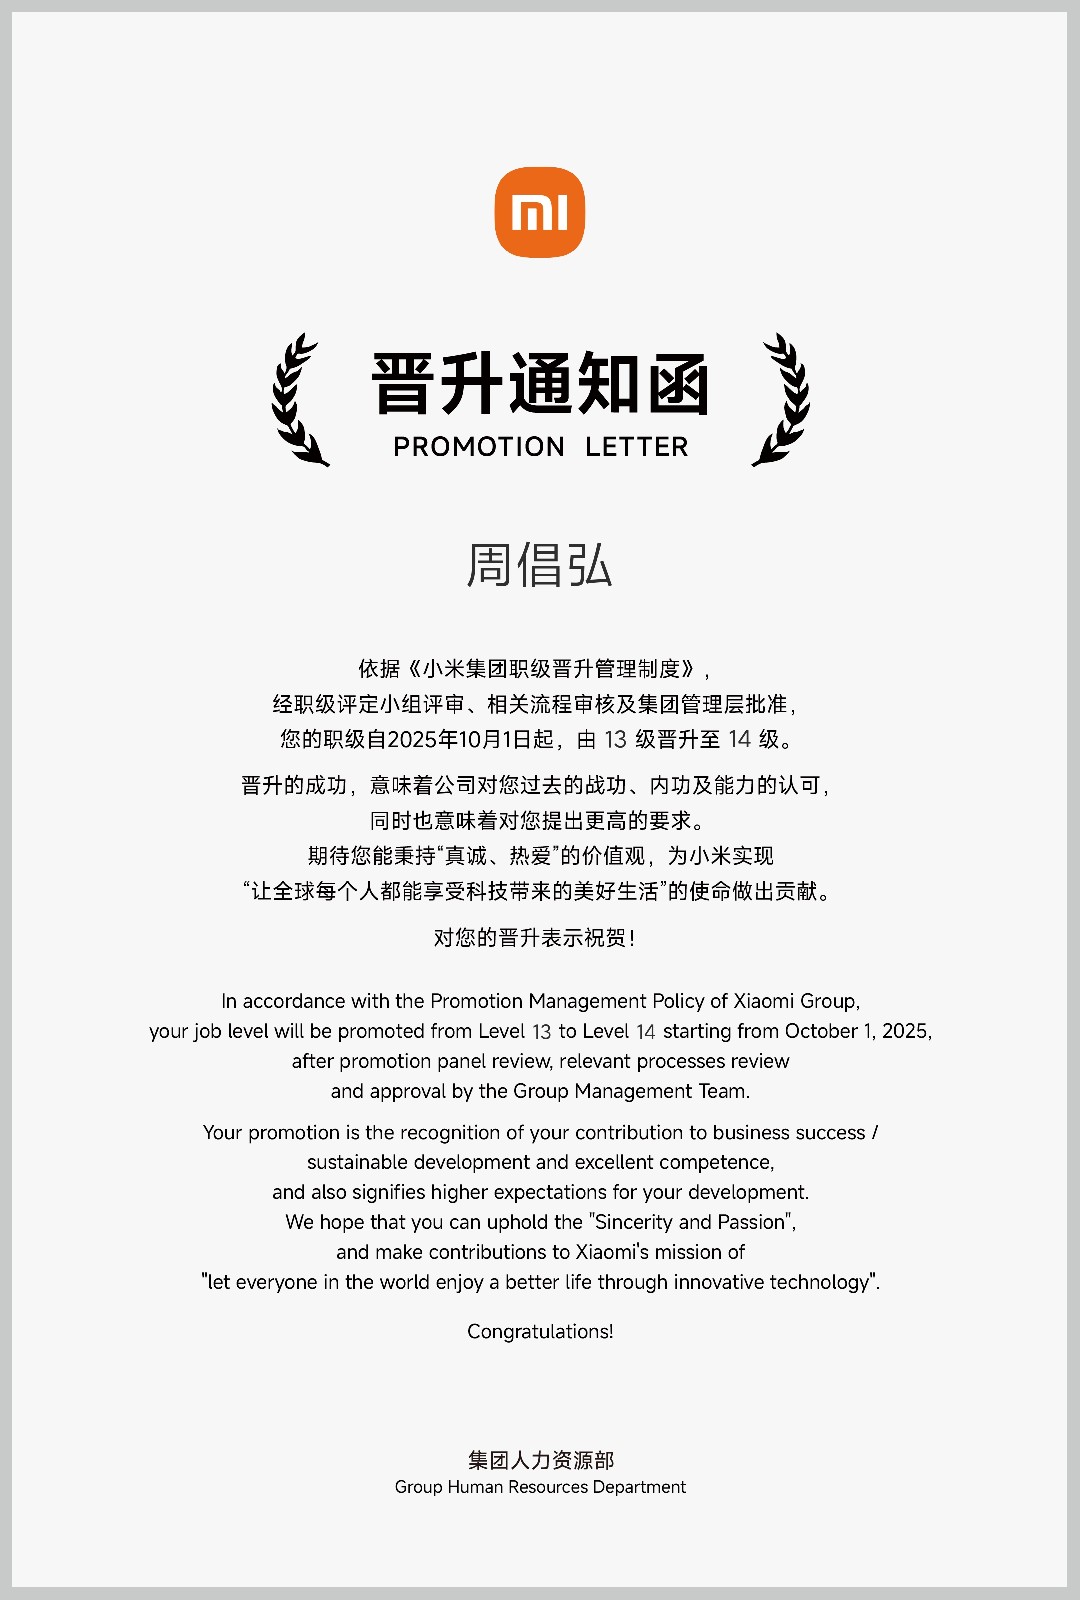 mi
晋升通知函
PROMOTION LETTER
周倡弘
依据《小米集团职级晋升管理制度》,
经职级评定小组评审、相关流程审核及集团管理层批准,
您的职级自2025年10月1日起，由 13 级晋升至 14 级。
晋升的成功，意味着公司对您过去的战功、内功及能力的认可,
同时也意味着对您提出更高的要求。
期待您能秉持“真诚、热爱”的价值观，为小米实现
“让全球每个人都能享受科技带来的美好生活”的使命做出贡献。
对您的晋升表示祝贺！
In accordance with the Promotion Management Policy of Xiaomi Group,
your job level will be promoted from Level 13 to Level 14 starting from October 1, 2025,
after promotion panel review, relevant processes review
and approval by the Group Management Team.
Your promotion is the recognition of your contribution to business success /
sustainable development and excellent competence,
and also signifies higher expectations for your development.
We hope that you can uphold the "Sincerity and Passion",
and make contributions to Xiaomi's mission of
"let everyone in the world enjoy a better life through innovative technology".
Congratulations!
集团人力资源部
Group Human Resources Department